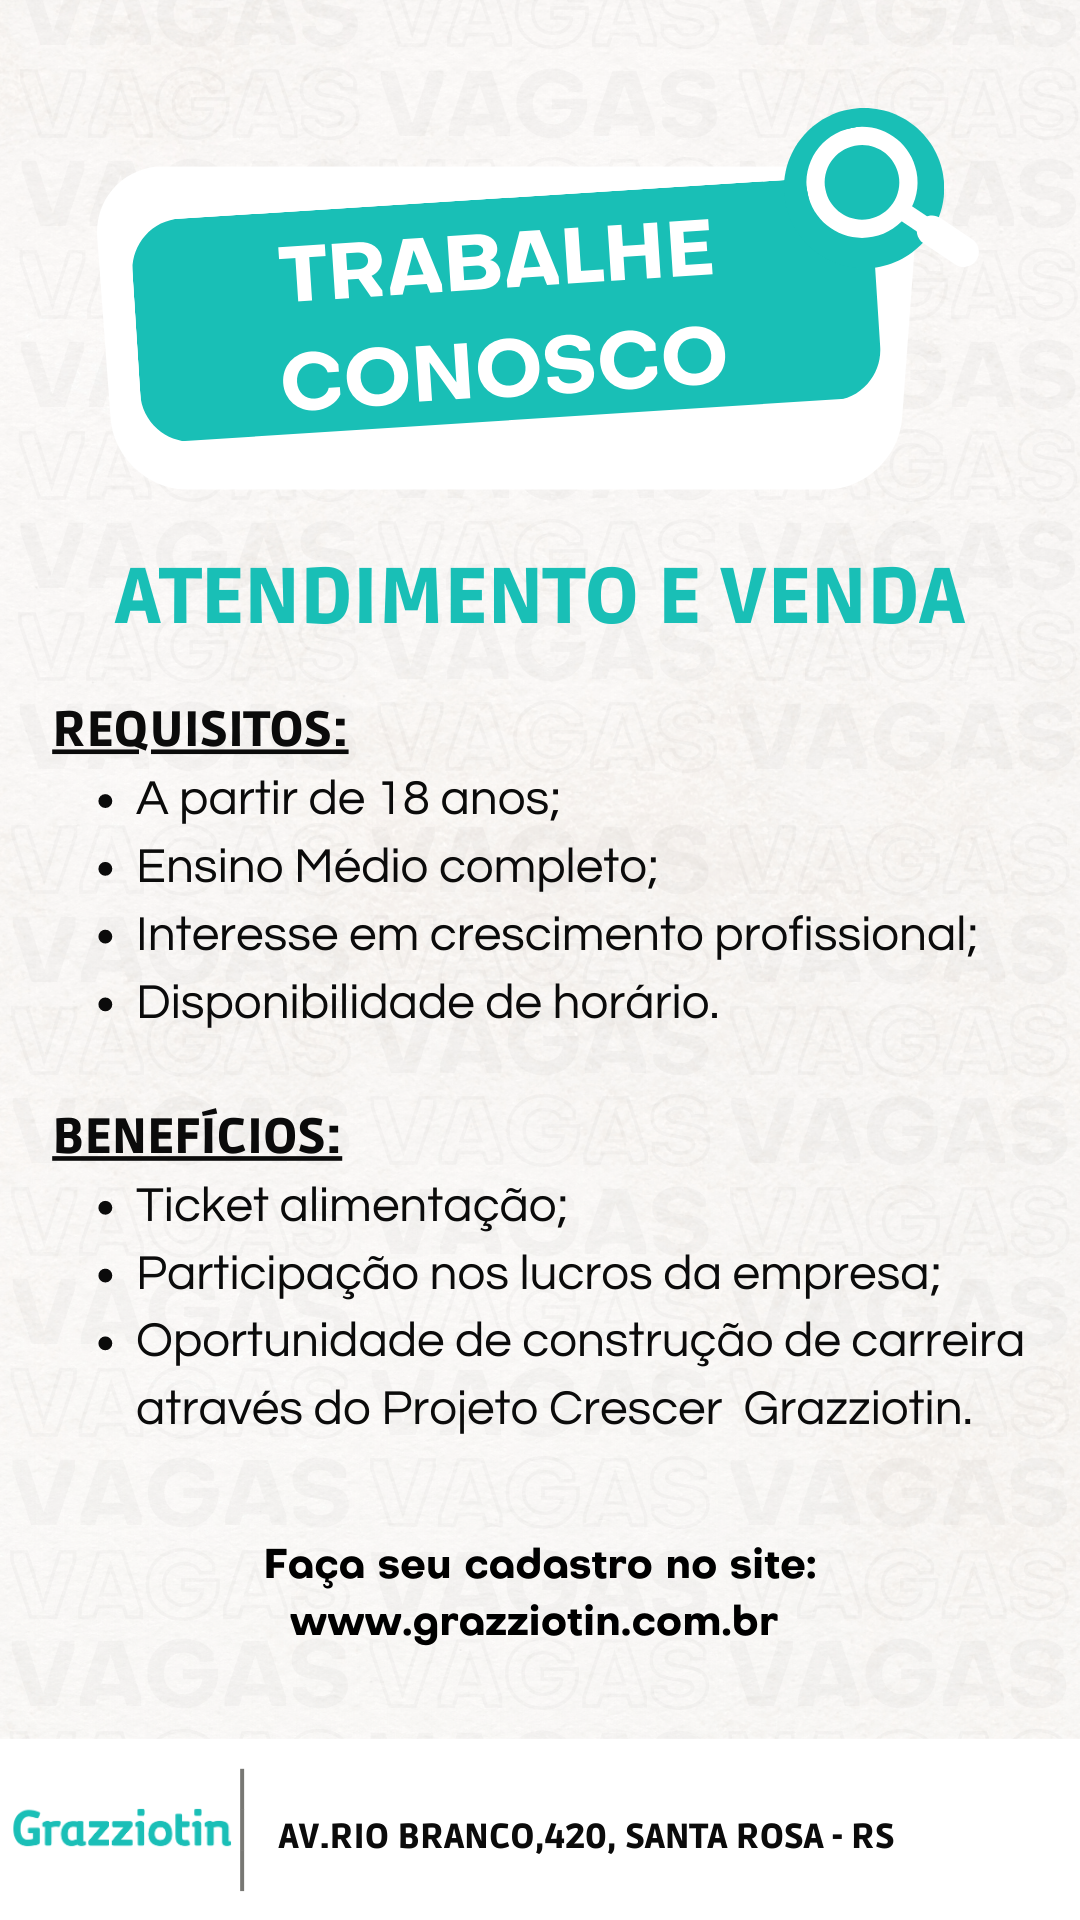 TRABALHE
CONOSCO
ATENDIMENTO E VENDA
REQUISITOS:
• A partir de 18 anos;
• Ensino Médio completo;
• Interesse em crescimento profissional;
• Disponibilidade de horário.
BENEFÍCIOS:
• Ticket alimentação;
• Participação nos lucros da empresa;
• Oportunidade de construção de carreira
através do Projeto Crescer  Grazziotin.
Faça seu cadastro no site:
www.grazziotin.com.br
Grazziotin
AV.RIO BRANCO,420, SANTA ROSA - RS